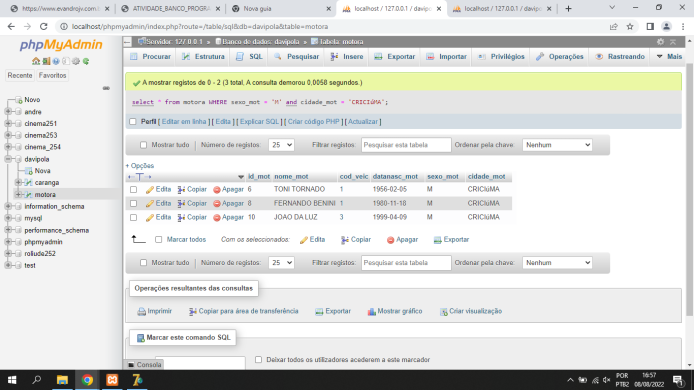 https://www.evandrojv.com.b
ATIVIDADE_BANCO_PROGRA
Nova guia
localhost / 127.0.0.1 / davipola
localhost / 127.0.0.1 / davipola
localhost/phpmyadmin/index.php?route=/table/sql&db=davipola&table=motora
phpMyAdmin
Recente Favoritos
Novo
andre
cinema251
cinema253
cinema_254
davipola
Nova
caranga
motora
information_schema
mysql
performance_schema
phpmyadmin
rollude252
test
Servidor: 127.0.0.1 » Banco de dados: davipola » Tabela: motora
Procurar Estrutura SQL Pesquisar Insere Exportar Importar Privilégios Operações Rastreando Mais
A mostrar registos de 0 - 2 (3 total, A consulta demorou 0,0058 segundos.)
select * from motora WHERE sexo_mot = 'M' and cidade_mot = 'CRICIúMA';
Perfil [ Editar em linha ] [ Edita ] [ Explicar SQL ] [ Criar código PHP ] [ Actualizar ]
Mostrar tudo Número de registos: 25 Filtrar registos: Pesquisar esta tabela Ordenar pela chave: Nenhum
+ Opções
id_mot nome_mot cod_veic datanasc_mot sexo_mot cidade_mot
Edita Copiar Apagar 6 TONI TORNADO 1 1956-02-05 M CRICIúMA
Edita Copiar Apagar 8 FERNANDO BENINI 1 1980-11-18 M CRICIúMA
Edita Copiar Apagar 10 JOAO DA LUZ 3 1999-04-09 M CRICIúMA
Marcar todos Com os seleccionados: Edita Copiar Apagar Exportar
Mostrar tudo Número de registos: 25 Filtrar registos: Pesquisar esta tabela Ordenar pela chave: Nenhum
Operações resultantes das consultas
Imprimir Copiar para área de transferência Exportar Mostrar gráfico Criar visualização
Marcar este comando SQL
Consola
Deixar todos os utilizadores acederem a este marcador
POR
PTB2
16:57
08/08/2022